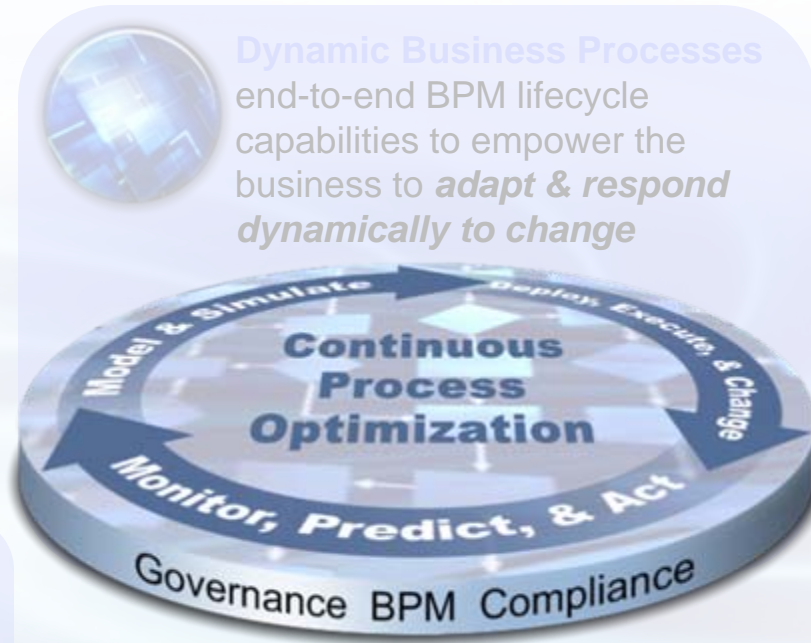 Dynamic Business Processes
end-to-end BPM lifecycle
capabilities to empower the
business to adapt & respond
dynamically to change
Model & Simulate
Deploy, Execute, & Change
Continuous
Process
Optimization
Monitor, Predict, & Act
Governance BPM Compliance